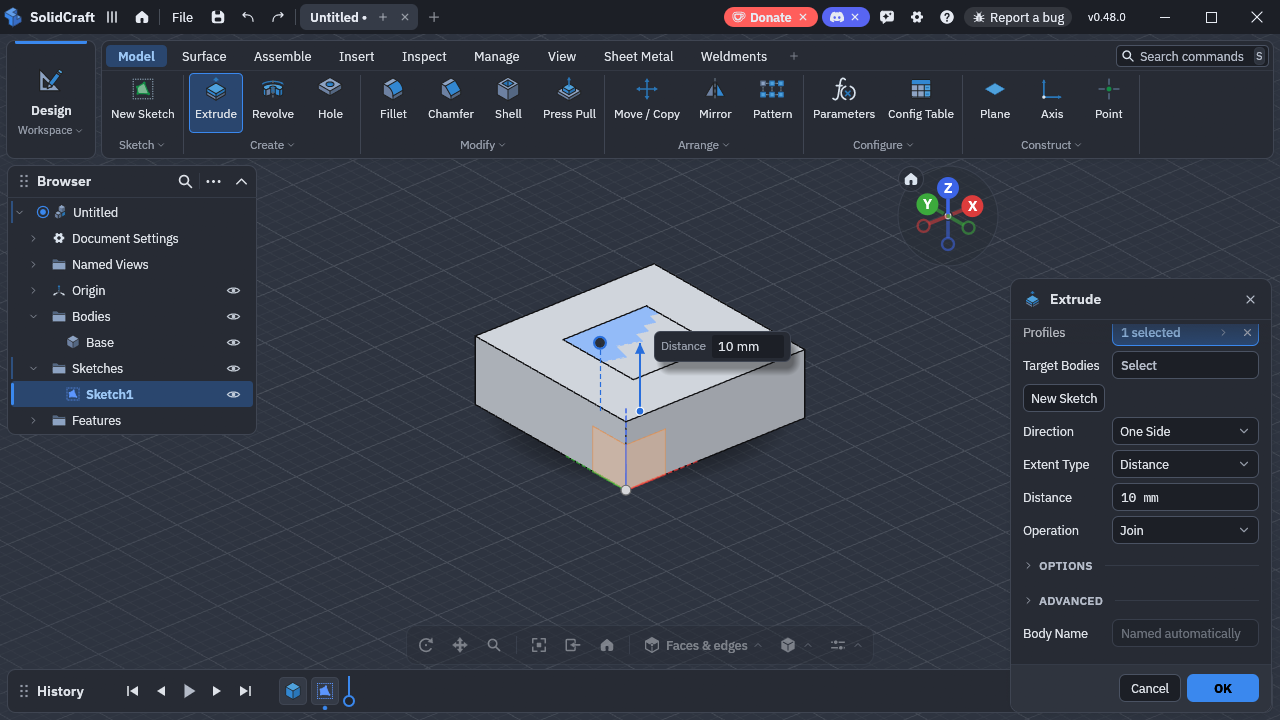 SolidCraft
File
Untitled •
Donate
Report a bug
v0.48.0
Design
Workspace
Model
Surface
Assemble
Insert
Inspect
Manage
View
Sheet Metal
Weldments
Search commands
S
New Sketch
Extrude
Revolve
Hole
Fillet
Chamfer
Shell
Press Pull
Move / Copy
Mirror
Pattern
Parameters
Config Table
Plane
Axis
Point
Sketch
Create
Modify
Arrange
Configure
Construct
Browser
Untitled
Document Settings
Named Views
Origin
Bodies
Base
Sketches
Sketch1
Features
Z
Y
X
Distance 10 mm
Extrude
Profiles 1 selected
Target Bodies Select
New Sketch
Direction One Side
Extent Type Distance
Distance 10 mm
Operation Join
OPTIONS
ADVANCED
Body Name Named automatically
Cancel OK
Faces & edges
History